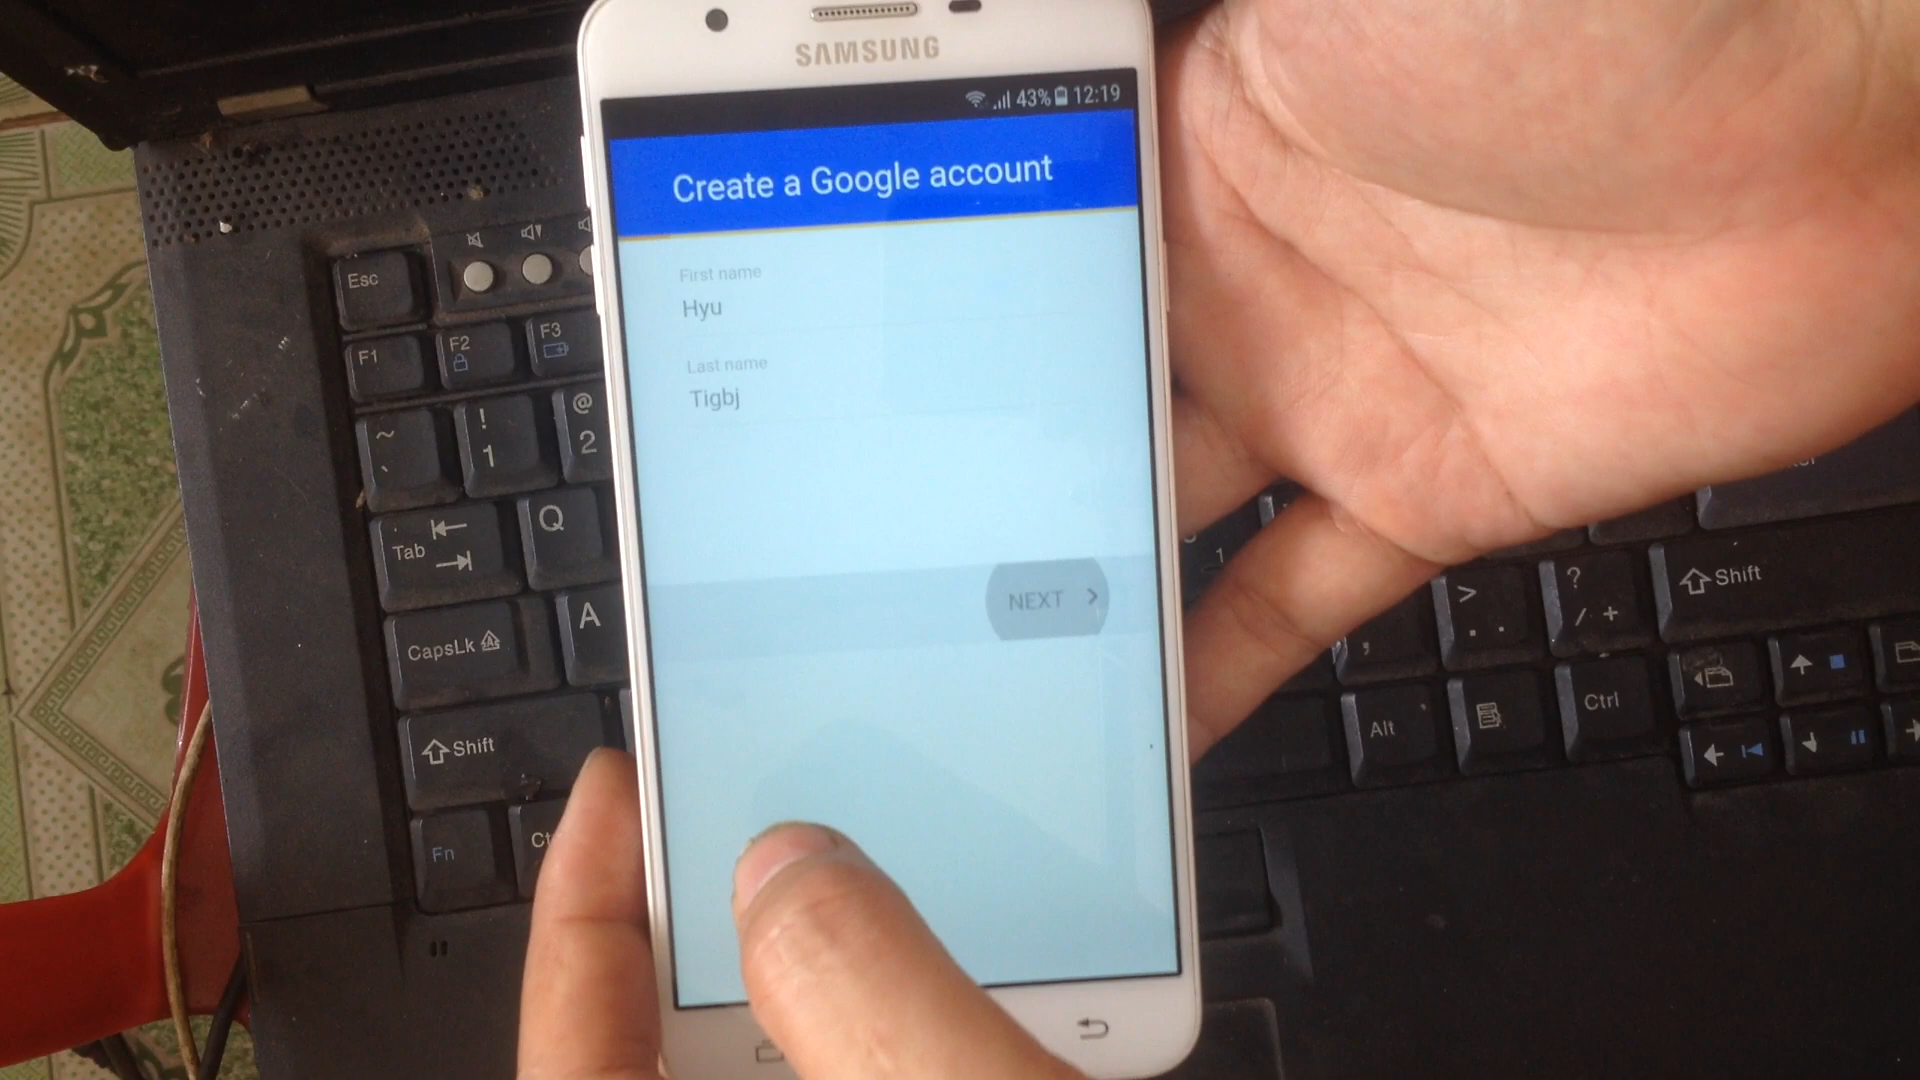 SAMSUNG
43% 12:19
Create a Google account
First name
Hyu
Last name
Tigbj
NEXT
Esc
F1
F2
F3
~
`
!
1
@
2
Tab
Q
CapsLk
A
A
Shift
Fn
Ct
1
,
>
.
?
/ +
Shift
Alt
Ctrl